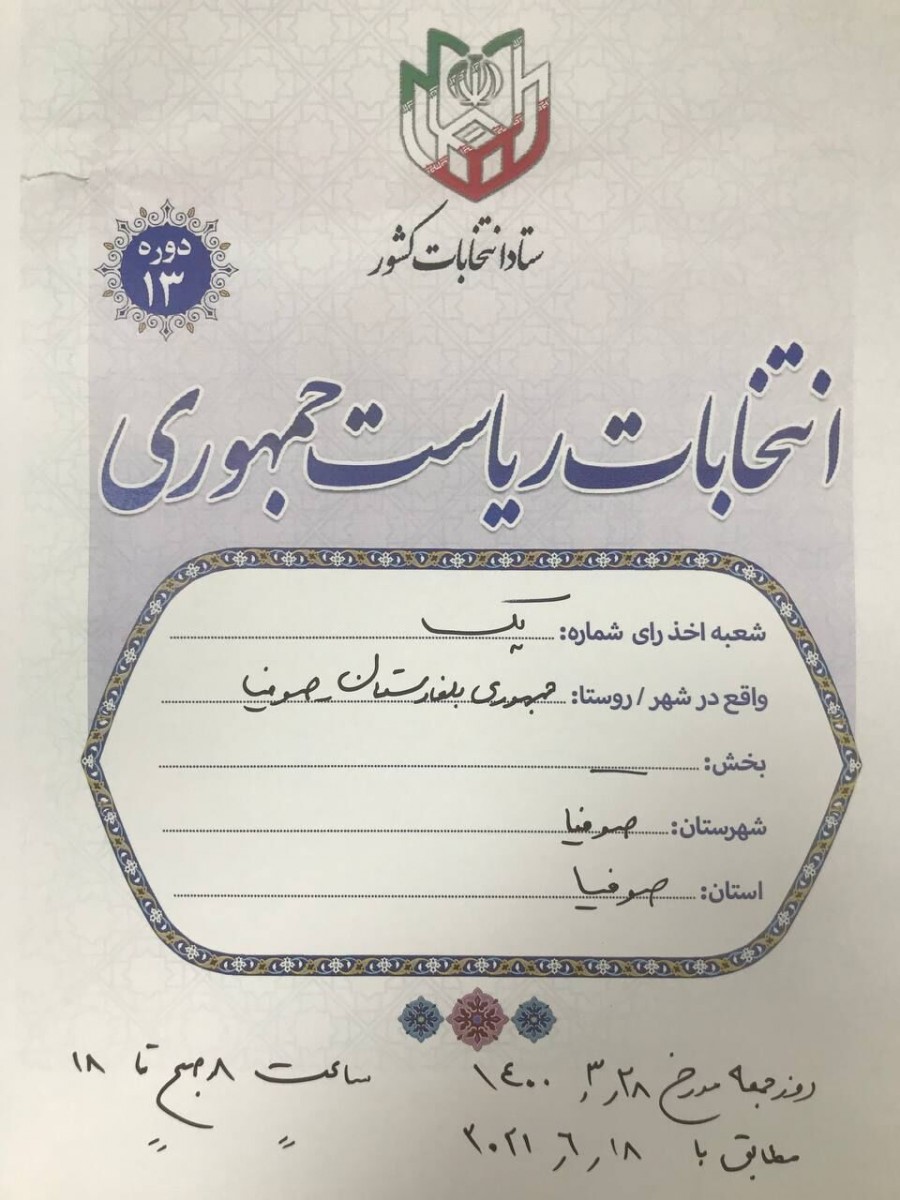 ستاد انتخابات کشور
دوره
۱۳
انتخابات ریاست جمهوری
شعبه اخذ رای شماره: یک
واقع در شهر / روستا: جمهوری بلغارستان - صوفیا
بخش: —
شهرستان: صوفیا
استان: صوفیا
روز جمعه مورخ ۱۴۰۰/۳/۲۸ ساعت ۸ صبح تا ۱۸
مطابق با ۲۰۲۱/۶/۱۸